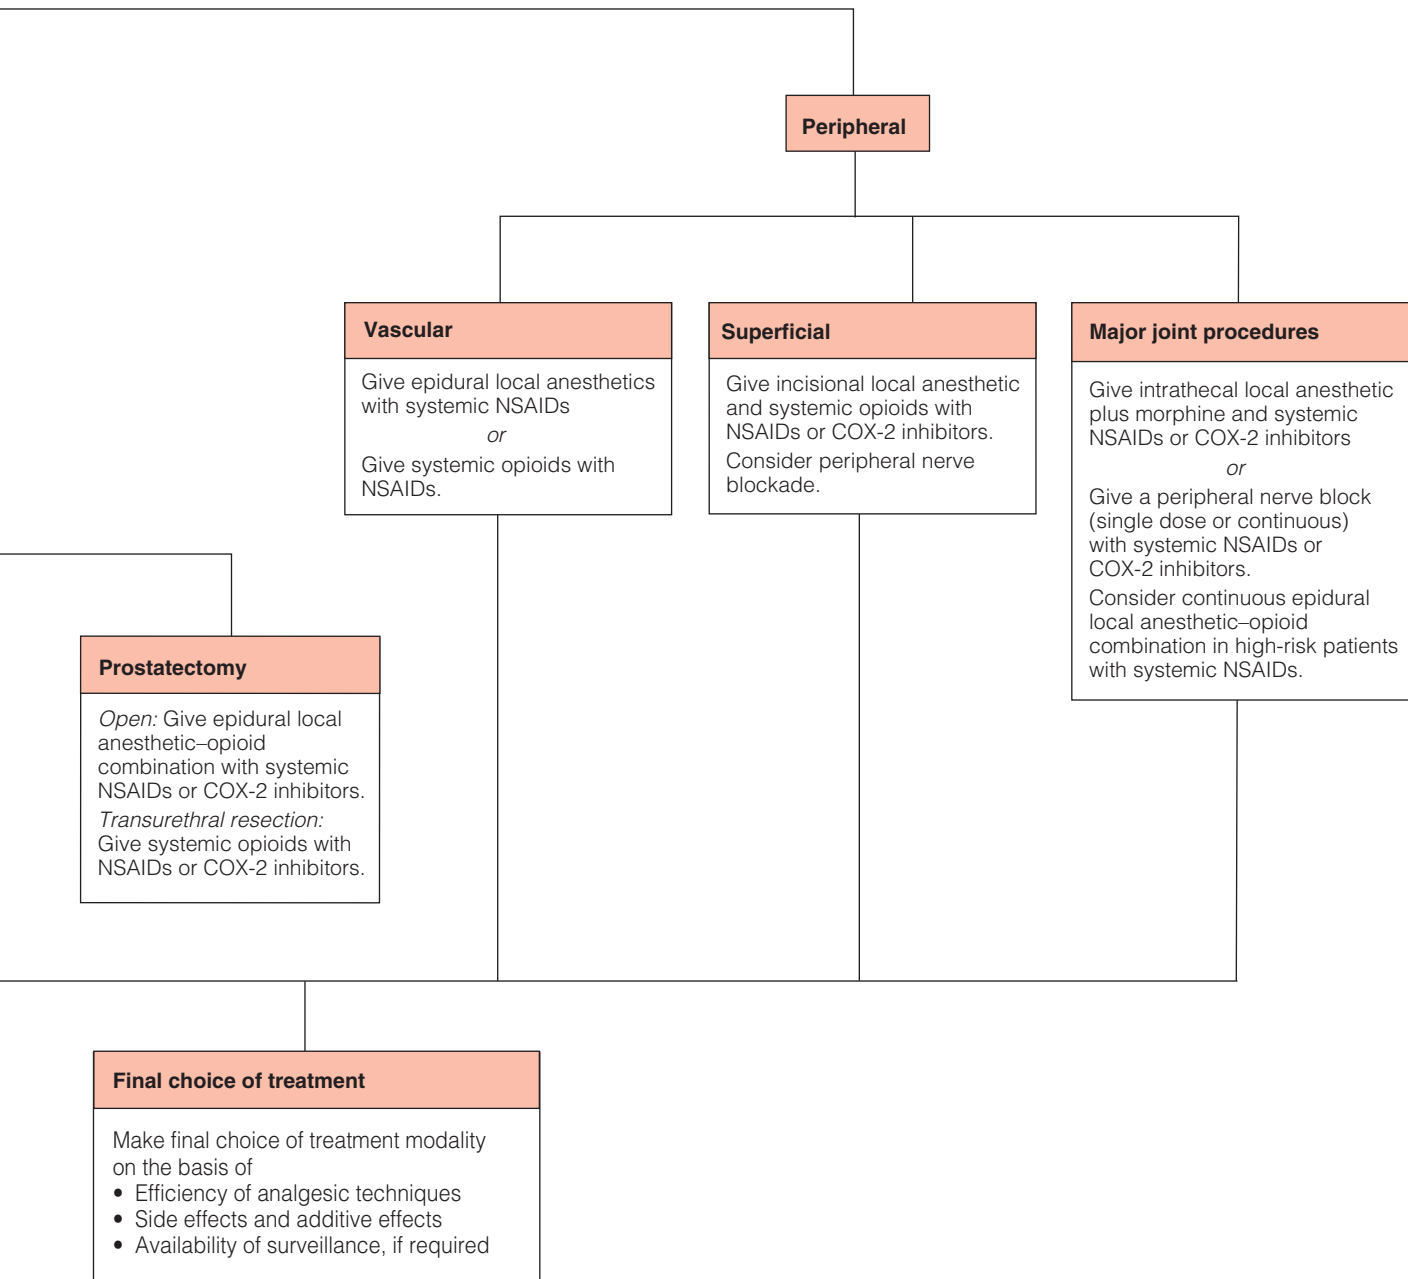 Peripheral
Vascular
Give epidural local anesthetics
with systemic NSAIDs
or
Give systemic opioids with
NSAIDs.
Superficial
Give incisional local anesthetic
and systemic opioids with
NSAIDs or COX-2 inhibitors.
Consider peripheral nerve
blockade.
Major joint procedures
Give intrathecal local anesthetic
plus morphine and systemic
NSAIDs or COX-2 inhibitors
or
Give a peripheral nerve block
(single dose or continuous)
with systemic NSAIDs or
COX-2 inhibitors.
Consider continuous epidural
local anesthetic–opioid
combination in high-risk patients
with systemic NSAIDs.
Prostatectomy
Open: Give epidural local
anesthetic–opioid
combination with systemic
NSAIDs or COX-2 inhibitors.
Transurethral resection:
Give systemic opioids with
NSAIDs or COX-2 inhibitors.
Final choice of treatment
Make final choice of treatment modality
on the basis of
• Efficiency of analgesic techniques
• Side effects and additive effects
• Availability of surveillance, if required